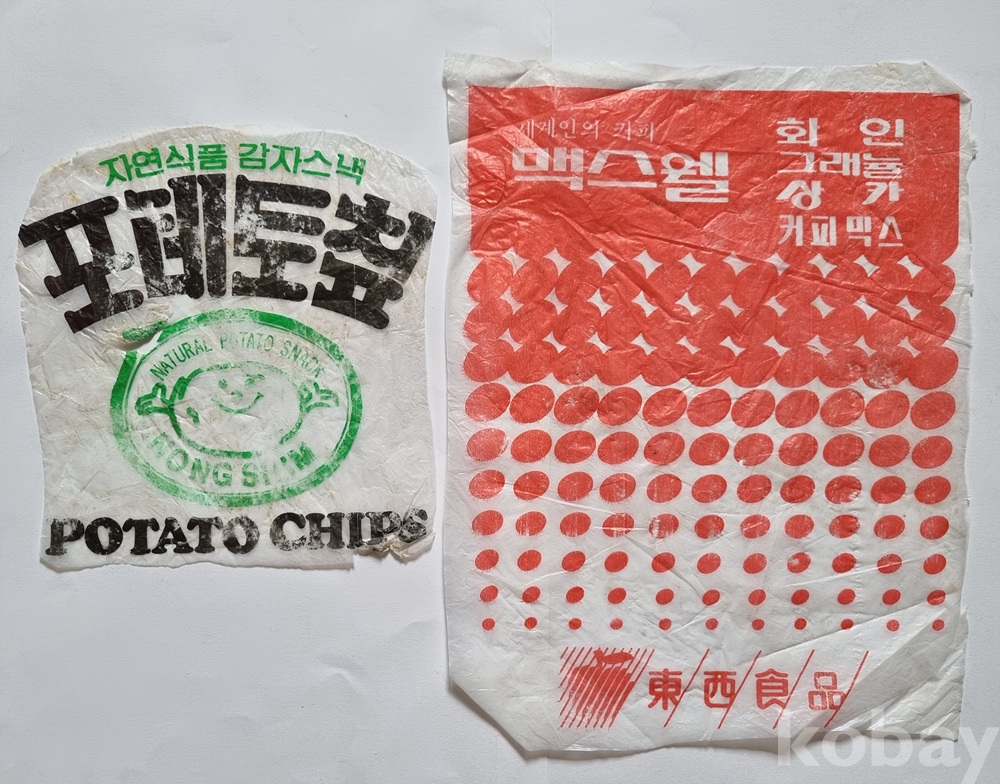 자연식품 감자스낵
포테토칩
NATURAL POTATO SNACK
NONG SHIM
POTATO CHIPS
세계인의 커피
맥스웰
화인
그래뉼
상카
커피믹스
東西食品
kobay